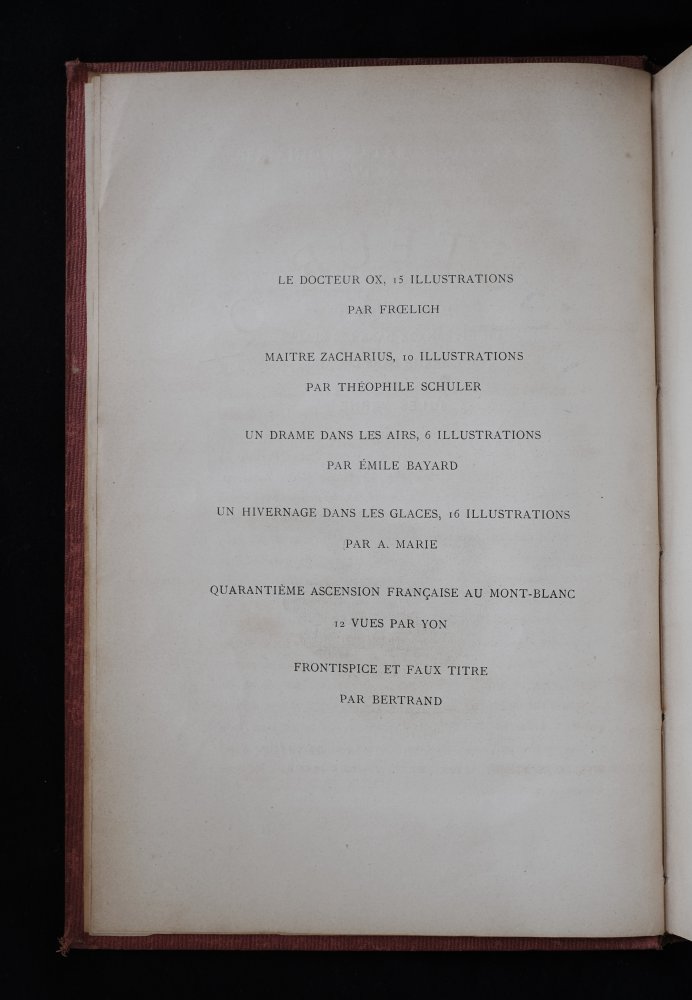 LE DOCTEUR OX, 15 ILLUSTRATIONS
PAR FRŒLICH
MAITRE ZACHARIUS, 10 ILLUSTRATIONS
PAR THÉOPHILE SCHULER
UN DRAME DANS LES AIRS, 6 ILLUSTRATIONS
PAR ÉMILE BAYARD
UN HIVERNAGE DANS LES GLACES, 16 ILLUSTRATIONS
PAR A. MARIE
QUARANTIÉME ASCENSION FRANÇAISE AU MONT-BLANC
12 VUES PAR YON
FRONTISPICE ET FAUX TITRE
PAR BERTRAND